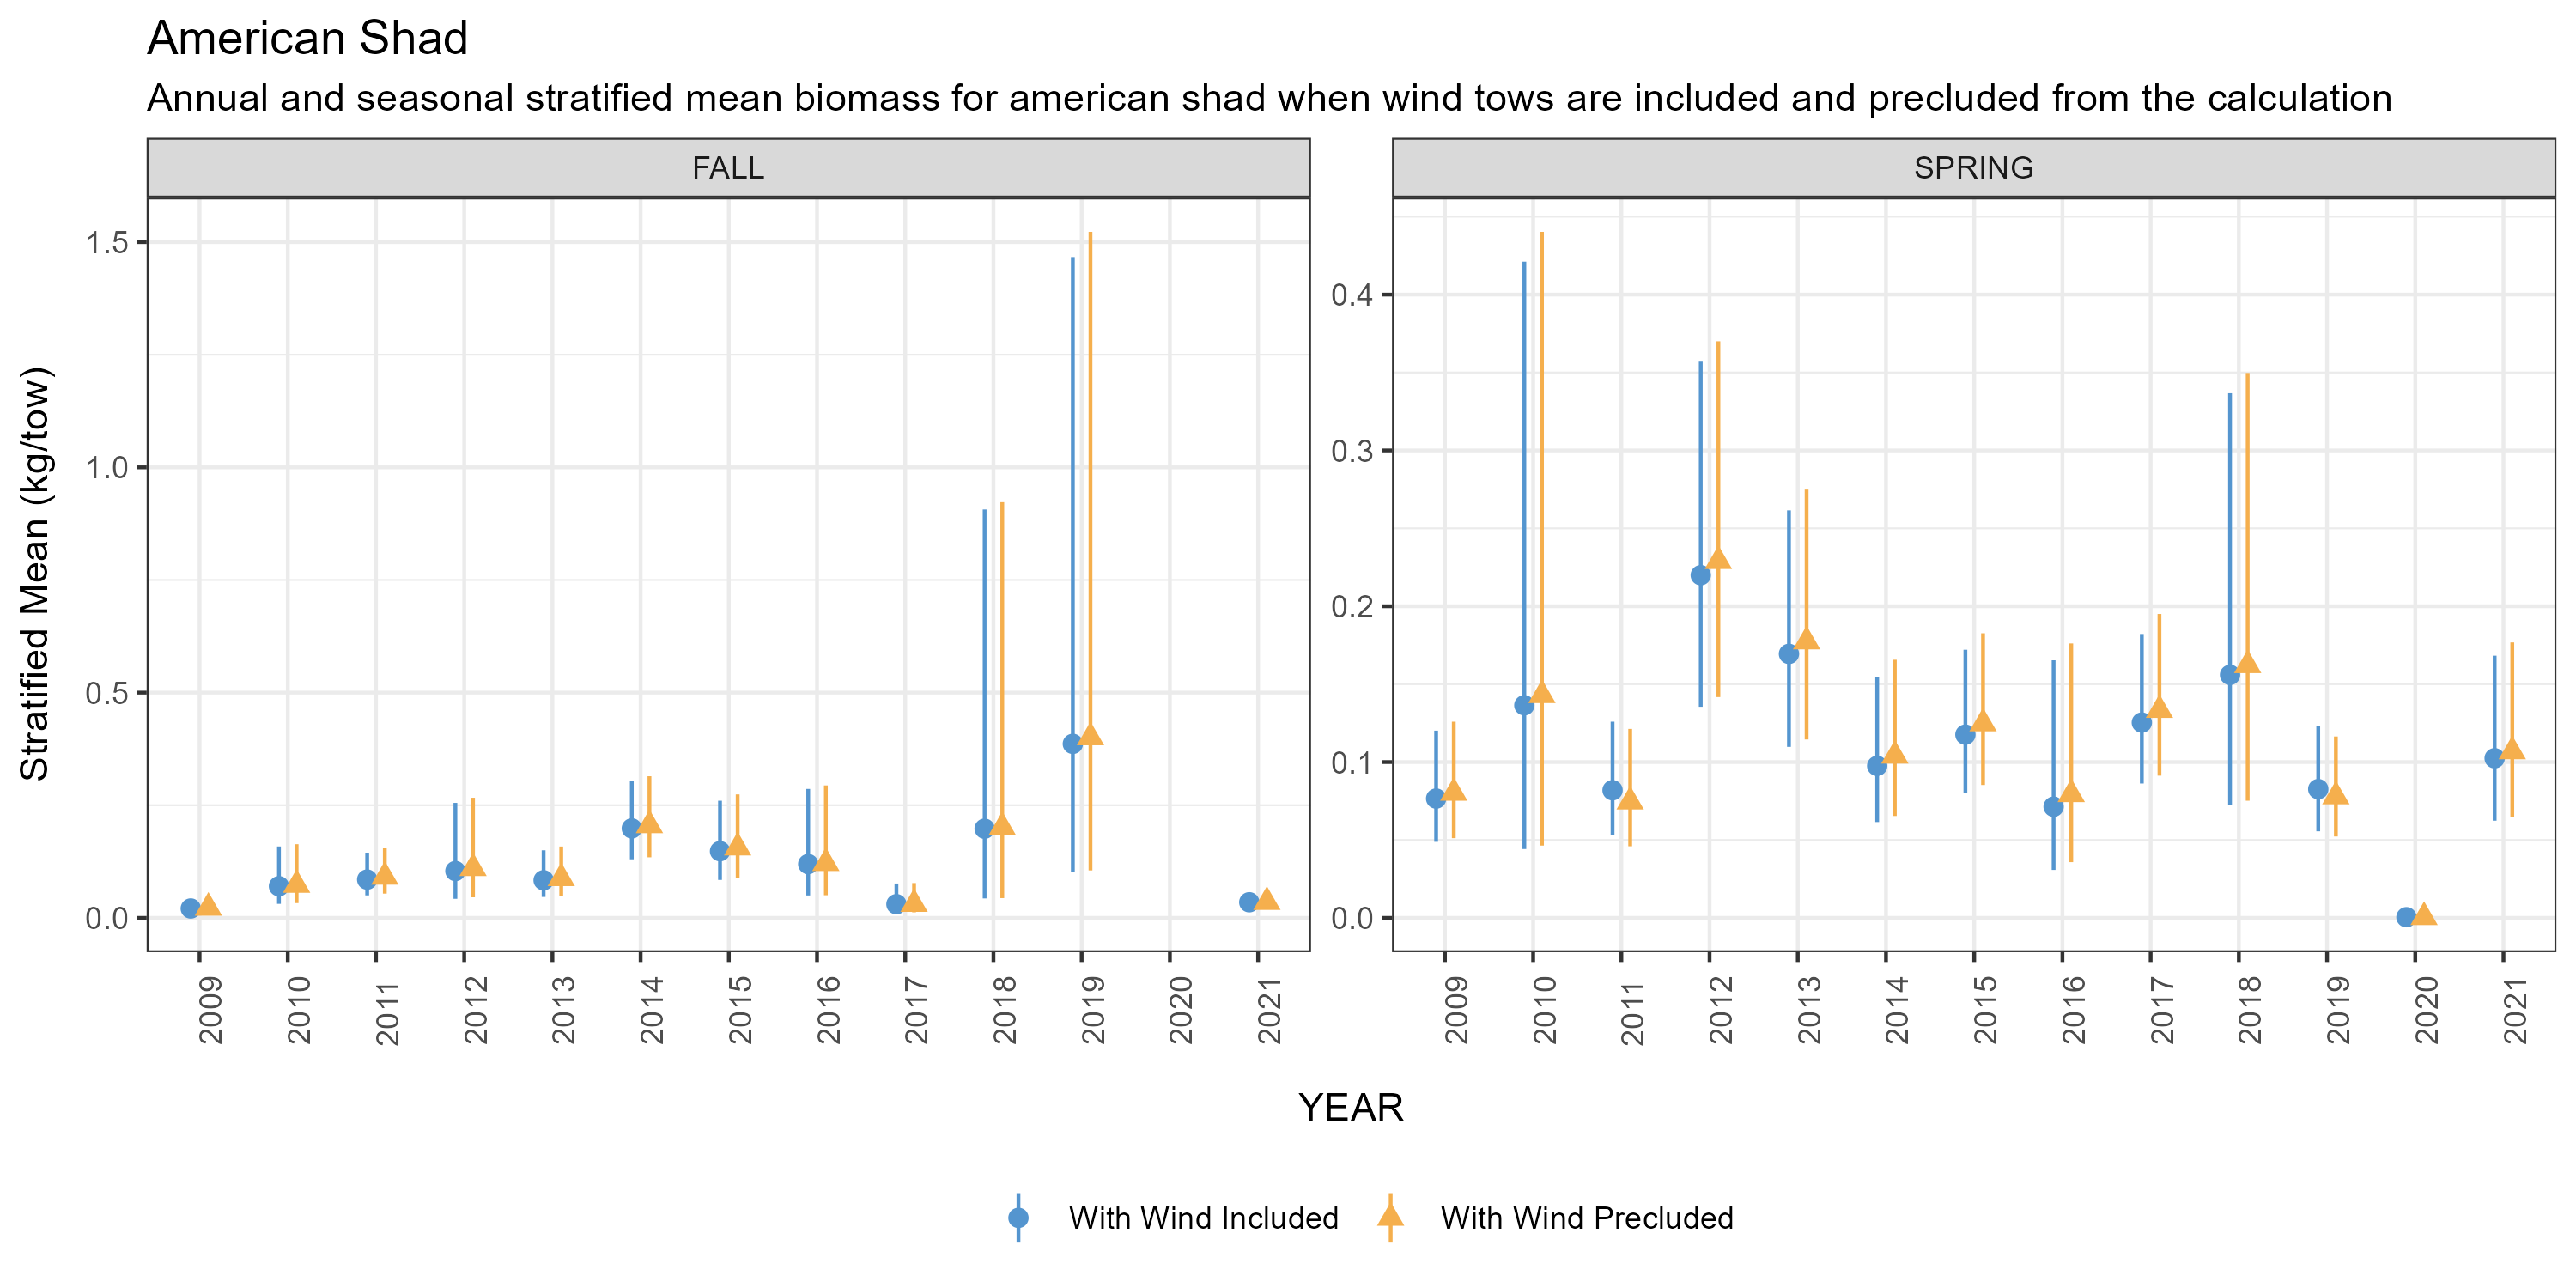 American Shad
Annual and seasonal stratified mean biomass for american shad when wind tows are included and precluded from the calculation
FALL
SPRING
Stratified Mean (kg/tow)
1.5
1.0
0.5
0.0
0.4
0.3
0.2
0.1
0.0
2009 2010 2011 2012 2013 2014 2015 2016 2017 2018 2019 2020 2021
2009 2010 2011 2012 2013 2014 2015 2016 2017 2018 2019 2020 2021
YEAR
With Wind Included
With Wind Precluded